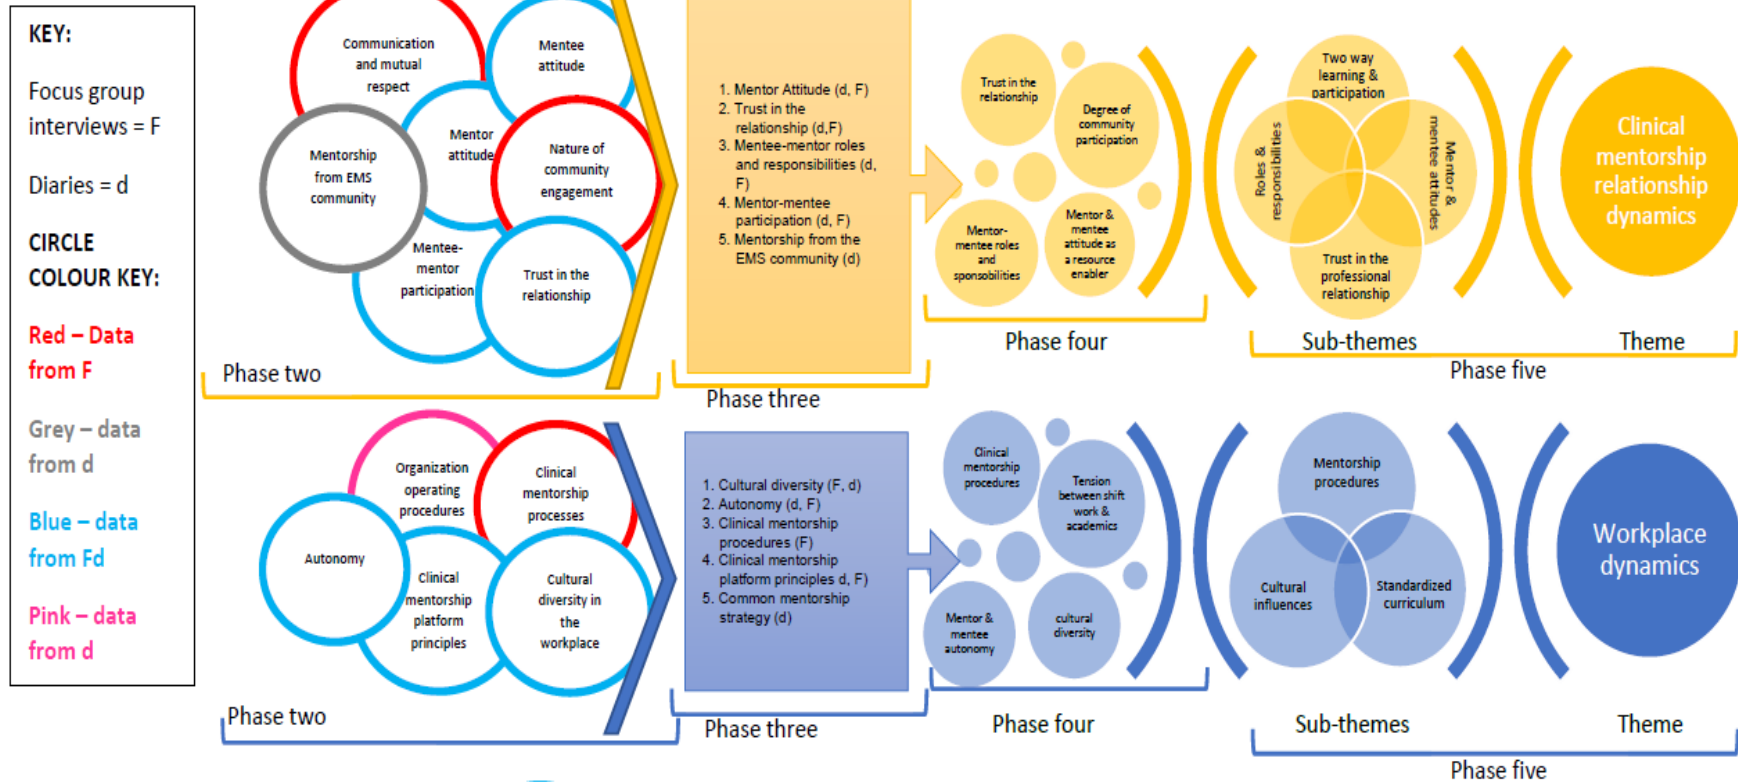 KEY:
Focus group
interviews = F
Diaries = d
CIRCLE
COLOUR KEY:
Red – Data
from F
Grey – data
from d
Blue – data
from Fd
Pink – data
from d
Communication
and mutual
respect
Mentee
attitude
Mentor
attitude
Mentorship
from EMS
community
Nature of
community
engagement
Mentee-
mentor
participation
Trust in the
relationship
Phase two
1. Mentor Attitude (d, F)
2. Trust in the
relationship (d,F)
3. Mentee-mentor roles
and responsibilities (d,
F)
4. Mentor-mentee
participation (d, F)
5. Mentorship from the
EMS community (d)
Phase three
Trust in the
relationship
Degree of
community
participation
Mentor-
mentee roles
and
sponsobilities
Mentor &
mentee
attitude as
a resource
enabler
Phase four
Two way
learning &
participation
Roles &
responsibilities
Mentor &
mentee attitudes
Trust in the
professional
relationship
Sub-themes
Clinical
mentorship
relationship
dynamics
Theme
Phase five
Organization
operating
procedures
Clinical
mentorship
processes
Autonomy
Clinical
mentorship
platform
principles
Cultural
diversity in
the
workplace
Phase two
1. Cultural diversity (F, d)
2. Autonomy (d, F)
3. Clinical mentorship
procedures (F)
4. Clinical mentorship
platform principles d, F)
5. Common mentorship
strategy (d)
Phase three
Clinical
mentorship
procedures
Tension
between shift
work &
academics
Mentor &
mentee
autonomy
cultural
diversity
Phase four
Mentorship
procedures
Cultural
influences
Standardized
curriculum
Sub-themes
Workplace
dynamics
Theme
Phase five